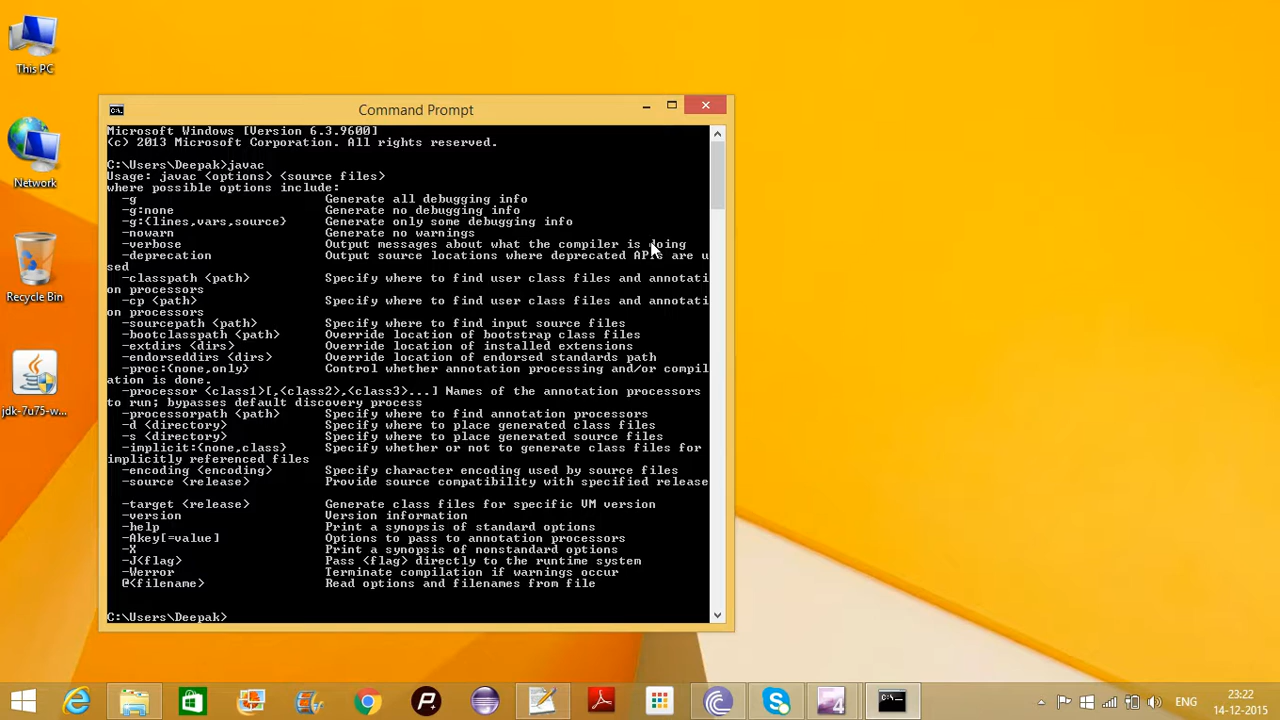 This PC
Network
Recycle Bin
jdk-7u75-w...
Command Prompt
Microsoft Windows [Version 6.3.9600]
(c) 2013 Microsoft Corporation. All rights reserved.
C:\Users\Deepak>javac
Usage: javac <options> <source files>
where possible options include:
-g Generate all debugging info
-g:none Generate no debugging info
-g:{lines,vars,source} Generate only some debugging info
-nowarn Generate no warnings
-verbose Output messages about what the compiler is doing
-deprecation Output source locations where deprecated APIs are u
sed
-classpath <path> Specify where to find user class files and annotati
on processors
-cp <path> Specify where to find user class files and annotati
on processors
-sourcepath <path> Specify where to find input source files
-bootclasspath <path> Override location of bootstrap class files
-extdirs <dirs> Override location of installed extensions
-endorseddirs <dirs> Override location of endorsed standards path
-proc:{none,only} Control whether annotation processing and/or compil
ation is done.
-processor <class1>[,<class2>,<class3>...] Names of the annotation processors
to run; bypasses default discovery process
-processorpath <path> Specify where to find annotation processors
-d <directory> Specify where to place generated class files
-s <directory> Specify where to place generated source files
-implicit:{none,class} Specify whether or not to generate class files for
implicitly referenced files
-encoding <encoding> Specify character encoding used by source files
-source <release> Provide source compatibility with specified release
-target <release> Generate class files for specific VM version
-version Version information
-help Print a synopsis of standard options
-Akey[=value] Options to pass to annotation processors
-X Print a synopsis of nonstandard options
-J<flag> Pass <flag> directly to the runtime system
-Werror Terminate compilation if warnings occur
@<filename> Read options and filenames from file
C:\Users\Deepak>
ENG
23:22
14-12-2015